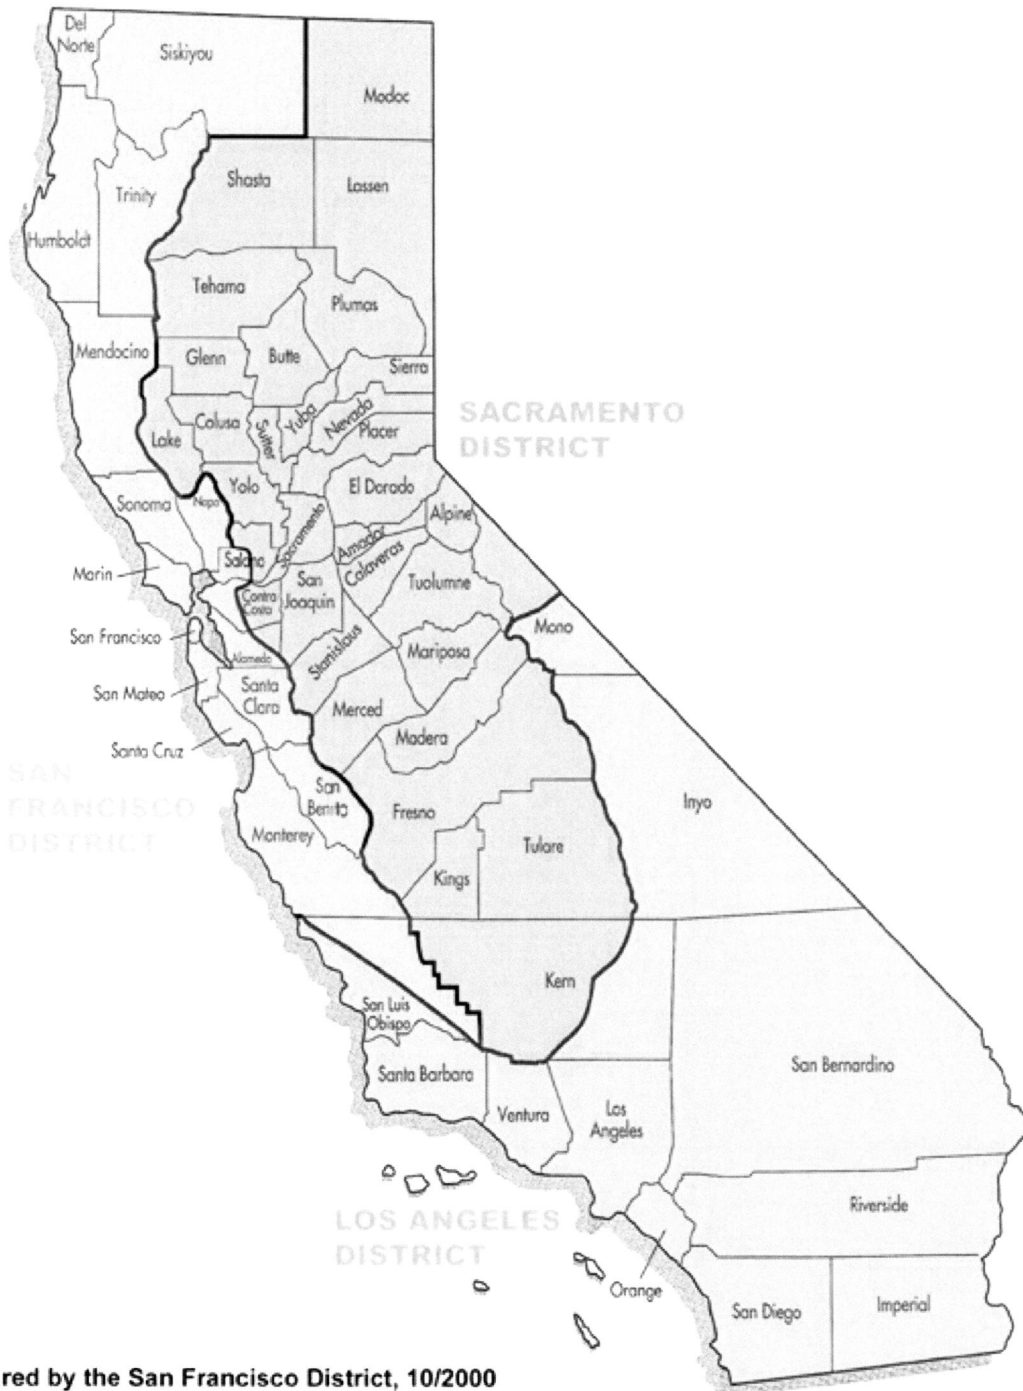 Del
Norte
Siskiyou
Modoc
Shasta
Lassen
Trinity
Humboldt
Tehama
Plumas
Mendocino
Glenn
Butte
Sierra
Colusa
Lake
Sutter
Yuba
Nevada
Placer
SACRAMENTO
DISTRICT
Sonoma
Napa
Yolo
El Dorado
Sacramento
Alpine
Amador
Calaveras
Marin
Solano
Contra
Costa
San
Joaquin
Tuolumne
San Francisco
Alameda
Stanislaus
Mariposa
Mono
San Mateo
Santa
Clara
Merced
Madera
Santa Cruz
SAN
FRANCISCO
DISTRICT
San
Benito
Monterey
Fresno
Inyo
Tulare
Kings
Kern
San Luis
Obispo
Santa Barbara
Ventura
Los
Angeles
San Bernardino
LOS ANGELES
DISTRICT
Riverside
Orange
San Diego
Imperial
red by the San Francisco District, 10/2000